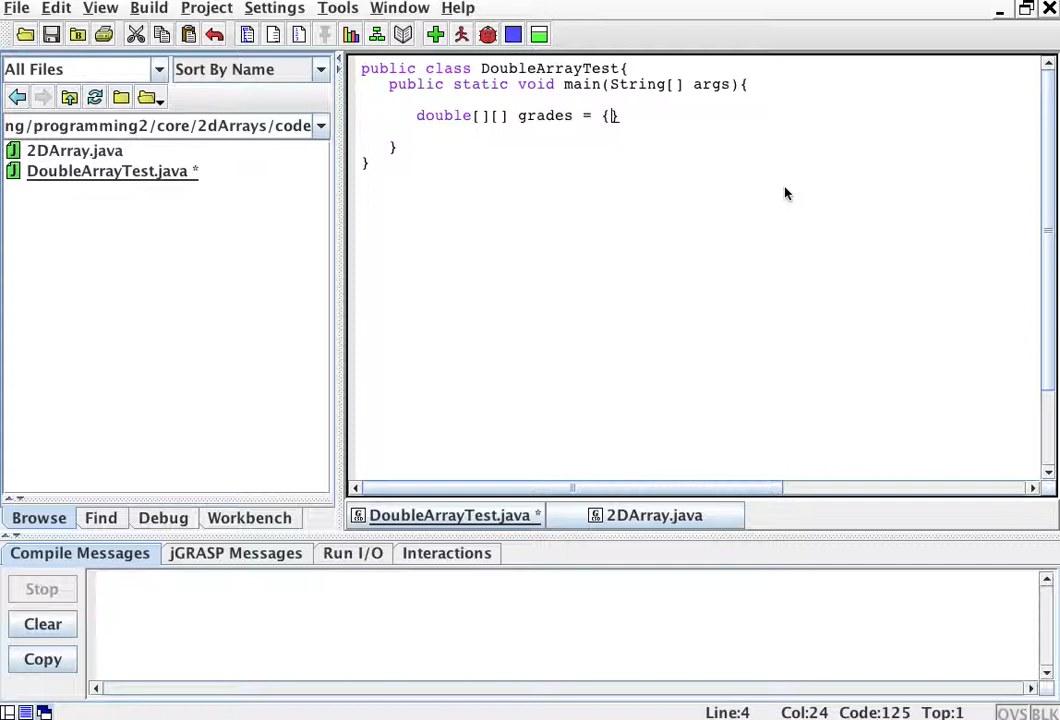 File Edit View Build Project Settings Tools Window Help
All Files Sort By Name
ng/programming2/core/2dArrays/code
2DArray.java
DoubleArrayTest.java *
public class DoubleArrayTest{
public static void main(String[] args){
double[][] grades = {}
}
}
Browse Find Debug Workbench
DoubleArrayTest.java * 2DArray.java
Compile Messages jGRASP Messages Run I/O Interactions
Stop
Clear
Copy
Line:4 Col:24 Code:125 Top:1 OVS BLK